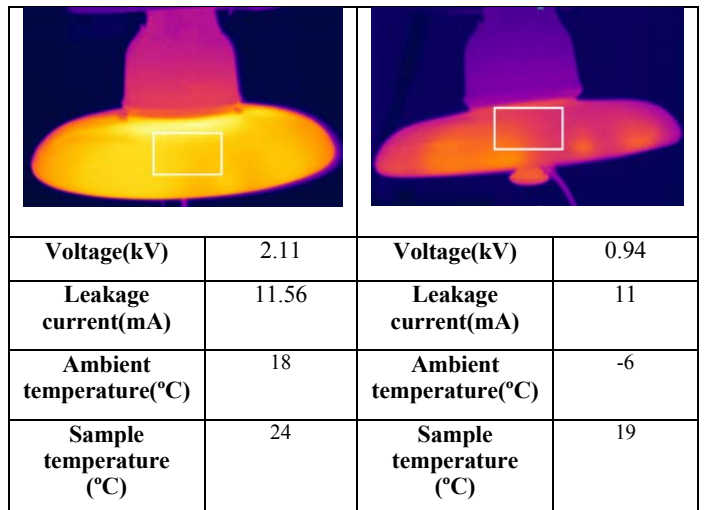 Voltage(kV) 2.11 Voltage(kV) 0.94
Leakage 11.56 Leakage 11
current(mA) current(mA)
Ambient 18 Ambient -6
temperature(ºC) temperature(ºC)
Sample 24 Sample 19
temperature temperature
(ºC) (ºC)